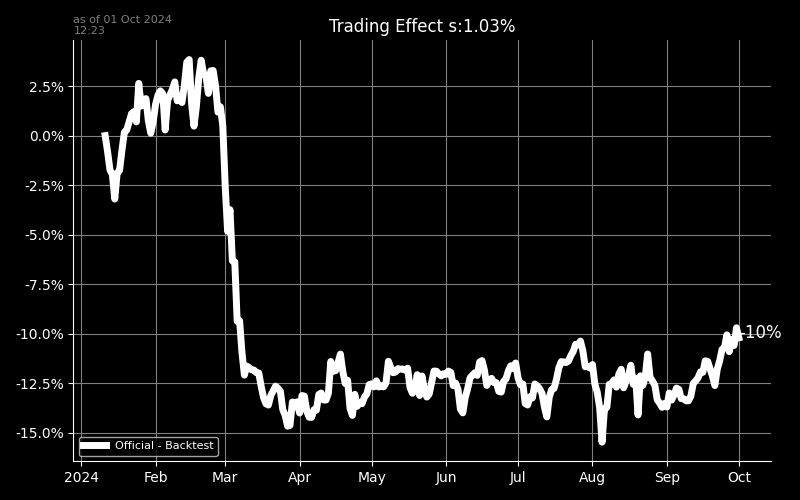 as of 01 Oct 2024
12:23
Trading Effect s:1.03%
2.5%
0.0%
-2.5%
-5.0%
-7.5%
-10.0%
-12.5%
-15.0%
-10%
Official - Backtest
2024 Feb Mar Apr May Jun Jul Aug Sep Oct